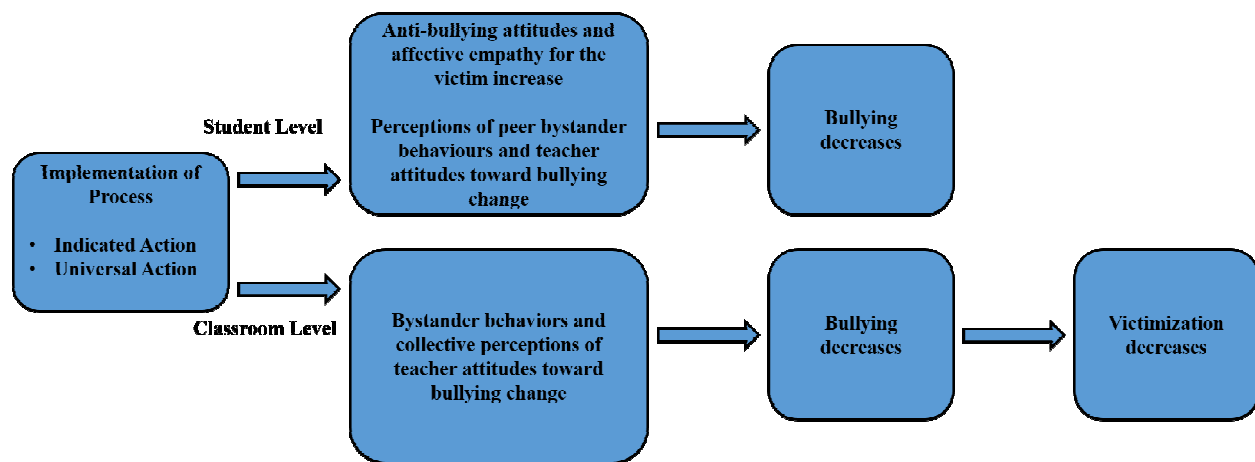 Implementation of
Process
• Indicated Action
• Universal Action
Student Level
Anti-bullying attitudes and
affective empathy for the
victim increase
Perceptions of peer bystander
behaviours and teacher
attitudes toward bullying
change
Bullying
decreases
Classroom Level
Bystander behaviors and
collective perceptions of
teacher attitudes toward
bullying change
Bullying
decreases
Victimization
decreases